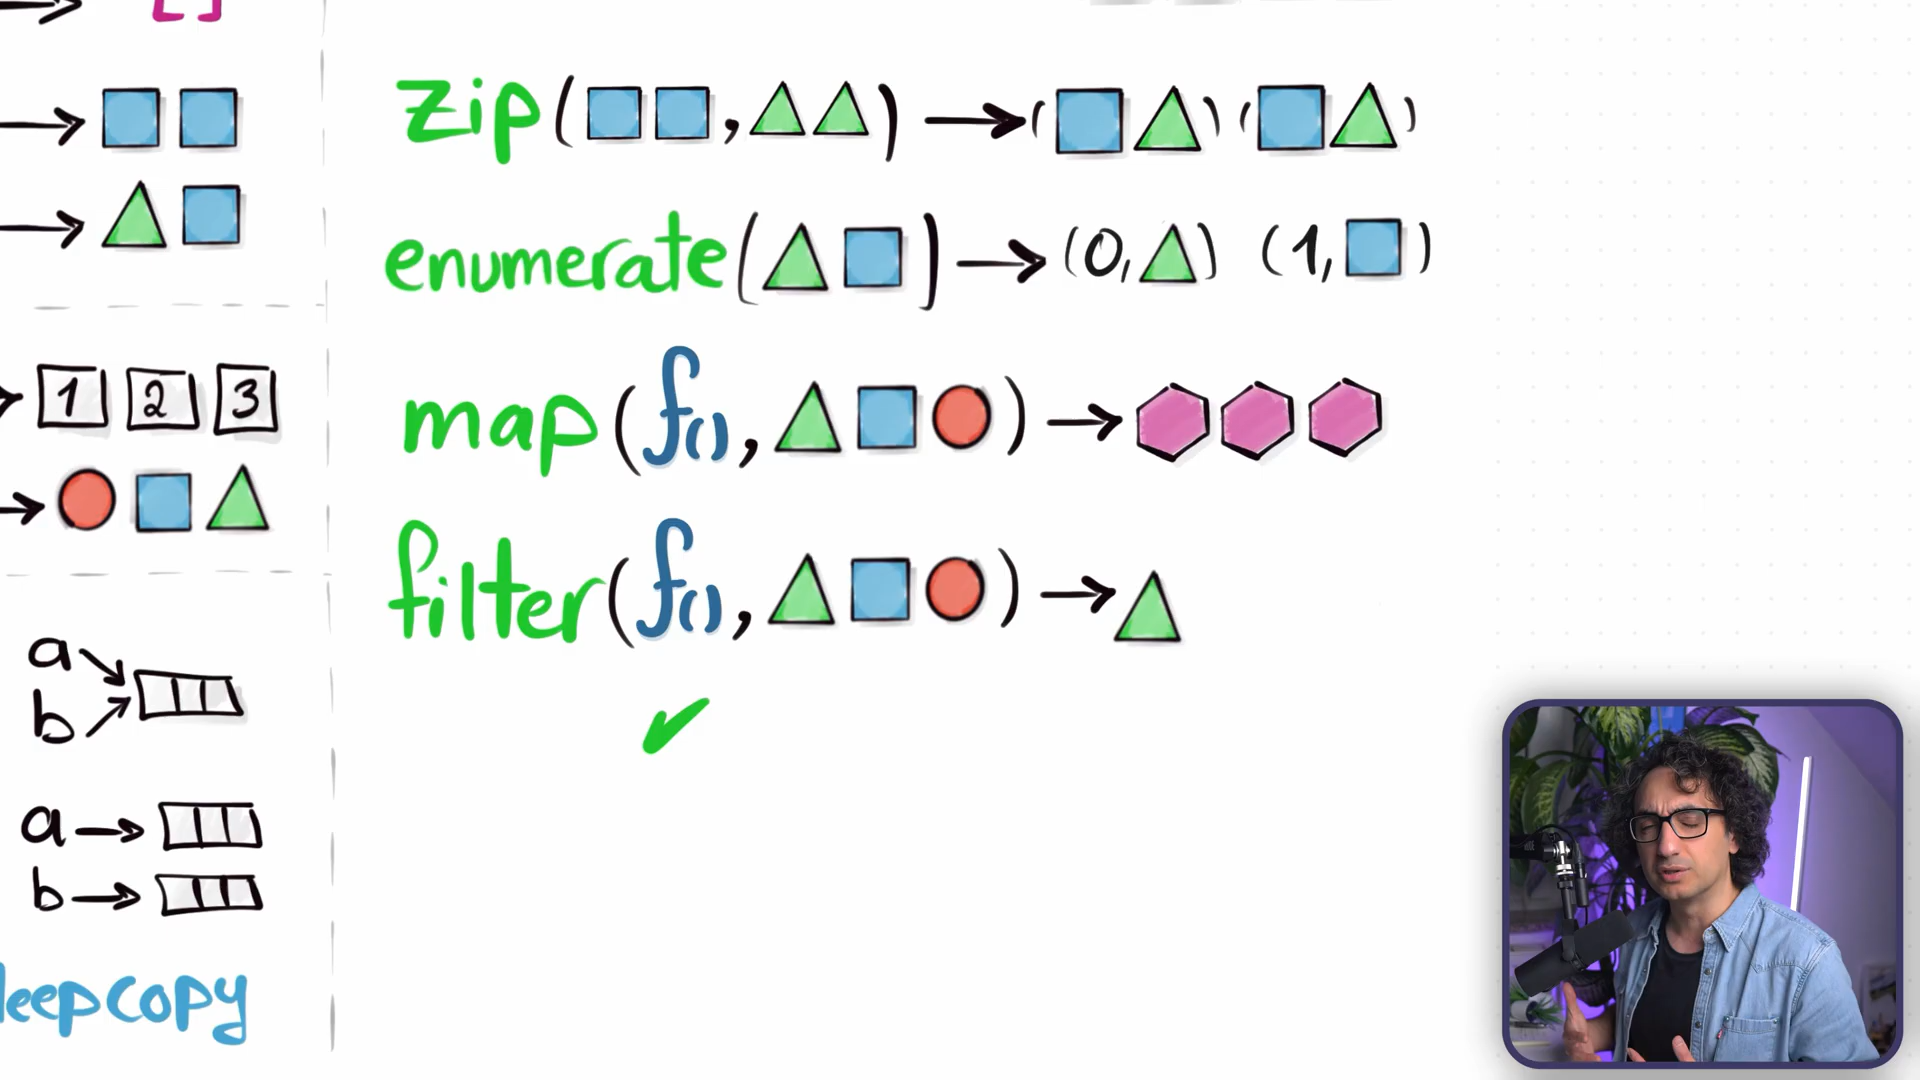 []
zip( , ) → ( ) ( )
enumerate( ) → (0, ) (1, )
map(f(), ) →
1 2 3
filter(f(), ) →
a
b
a →
b →
eepcopy